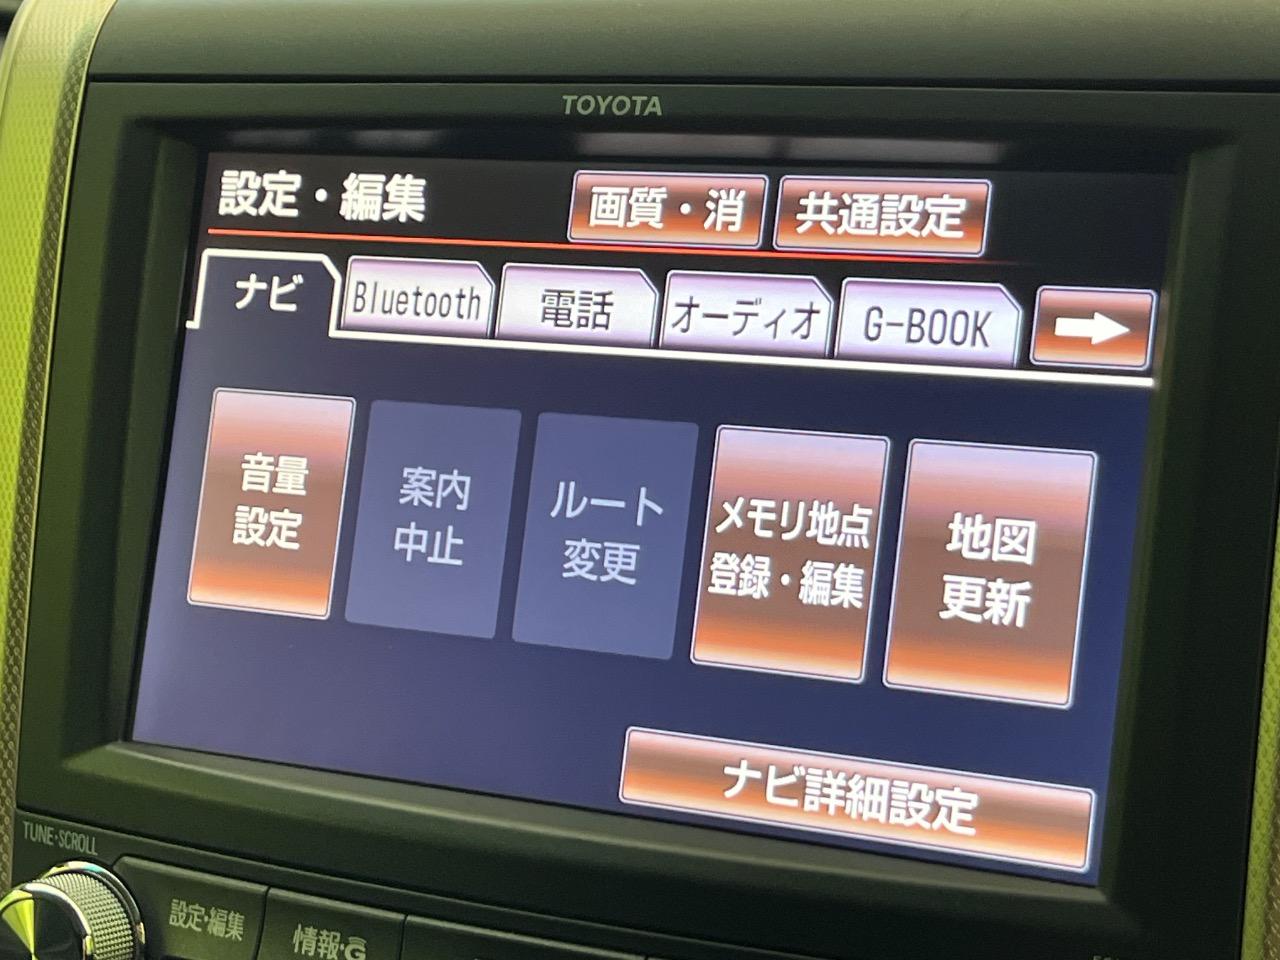 TOYOTA
設定・編集
画質・消
共通設定
ナビ
Bluetooth
電話
オーディオ
G-BOOK
音量
設定
案内
中止
ルート
変更
メモリ地点
登録・編集
地図
更新
ナビ詳細設定
TUNE・SCROLL
設定・編集
情報・G